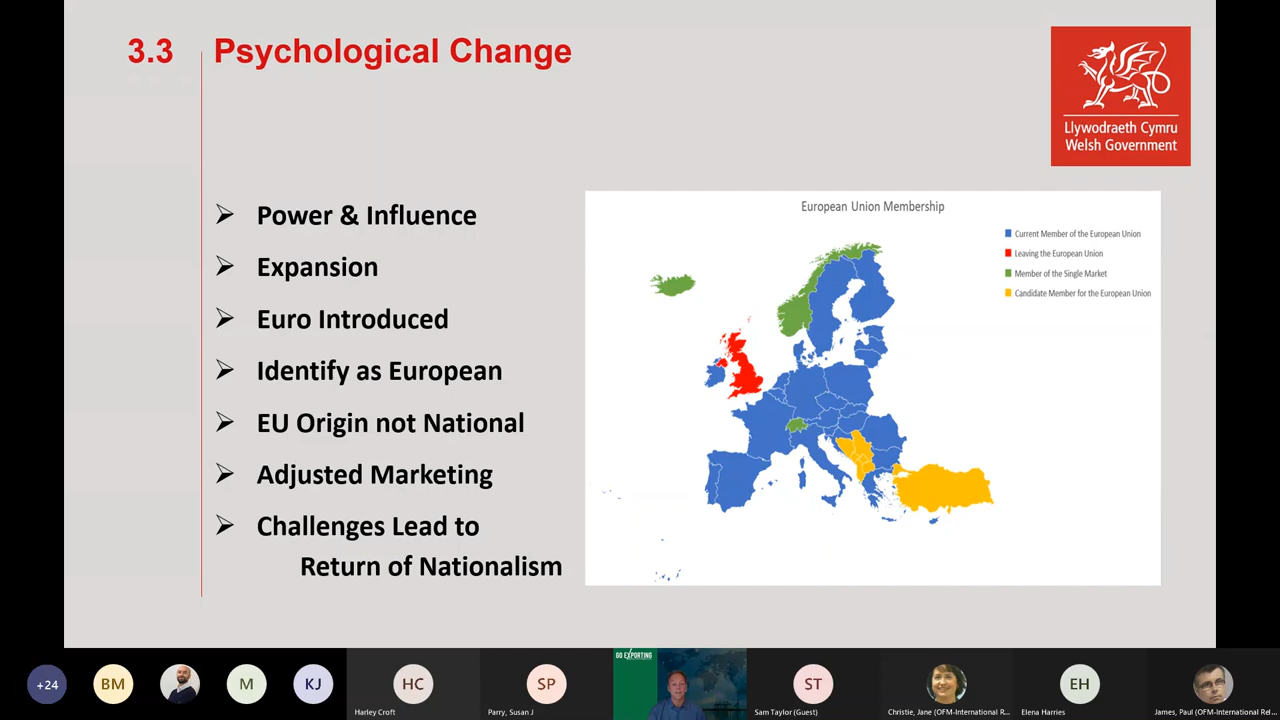 3.3 Psychological Change
Llywodraeth Cymru
Welsh Government
Power & Influence
Expansion
Euro Introduced
Identify as European
EU Origin not National
Adjusted Marketing
Challenges Lead to
Return of Nationalism
European Union Membership
Current Member of the European Union
Leaving the European Union
Member of the Single Market
Candidate Member for the European Union
+24
BM
M
KJ
HC
Harley Croft
SP
Parry, Susan J
GO EXPORTING
ST
Sam Taylor (Guest)
Christie, Jane (OFM-International R...
EH
Elena Harries
James, Paul (OFM-International Rel...